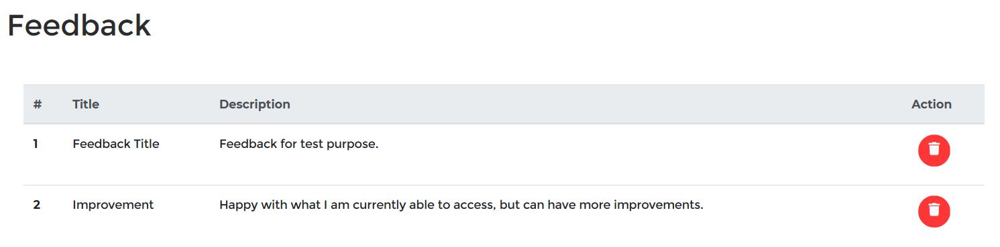 Feedback
# Title Description Action
1 Feedback Title Feedback for test purpose.
2 Improvement Happy with what I am currently able to access, but can have more improvements.